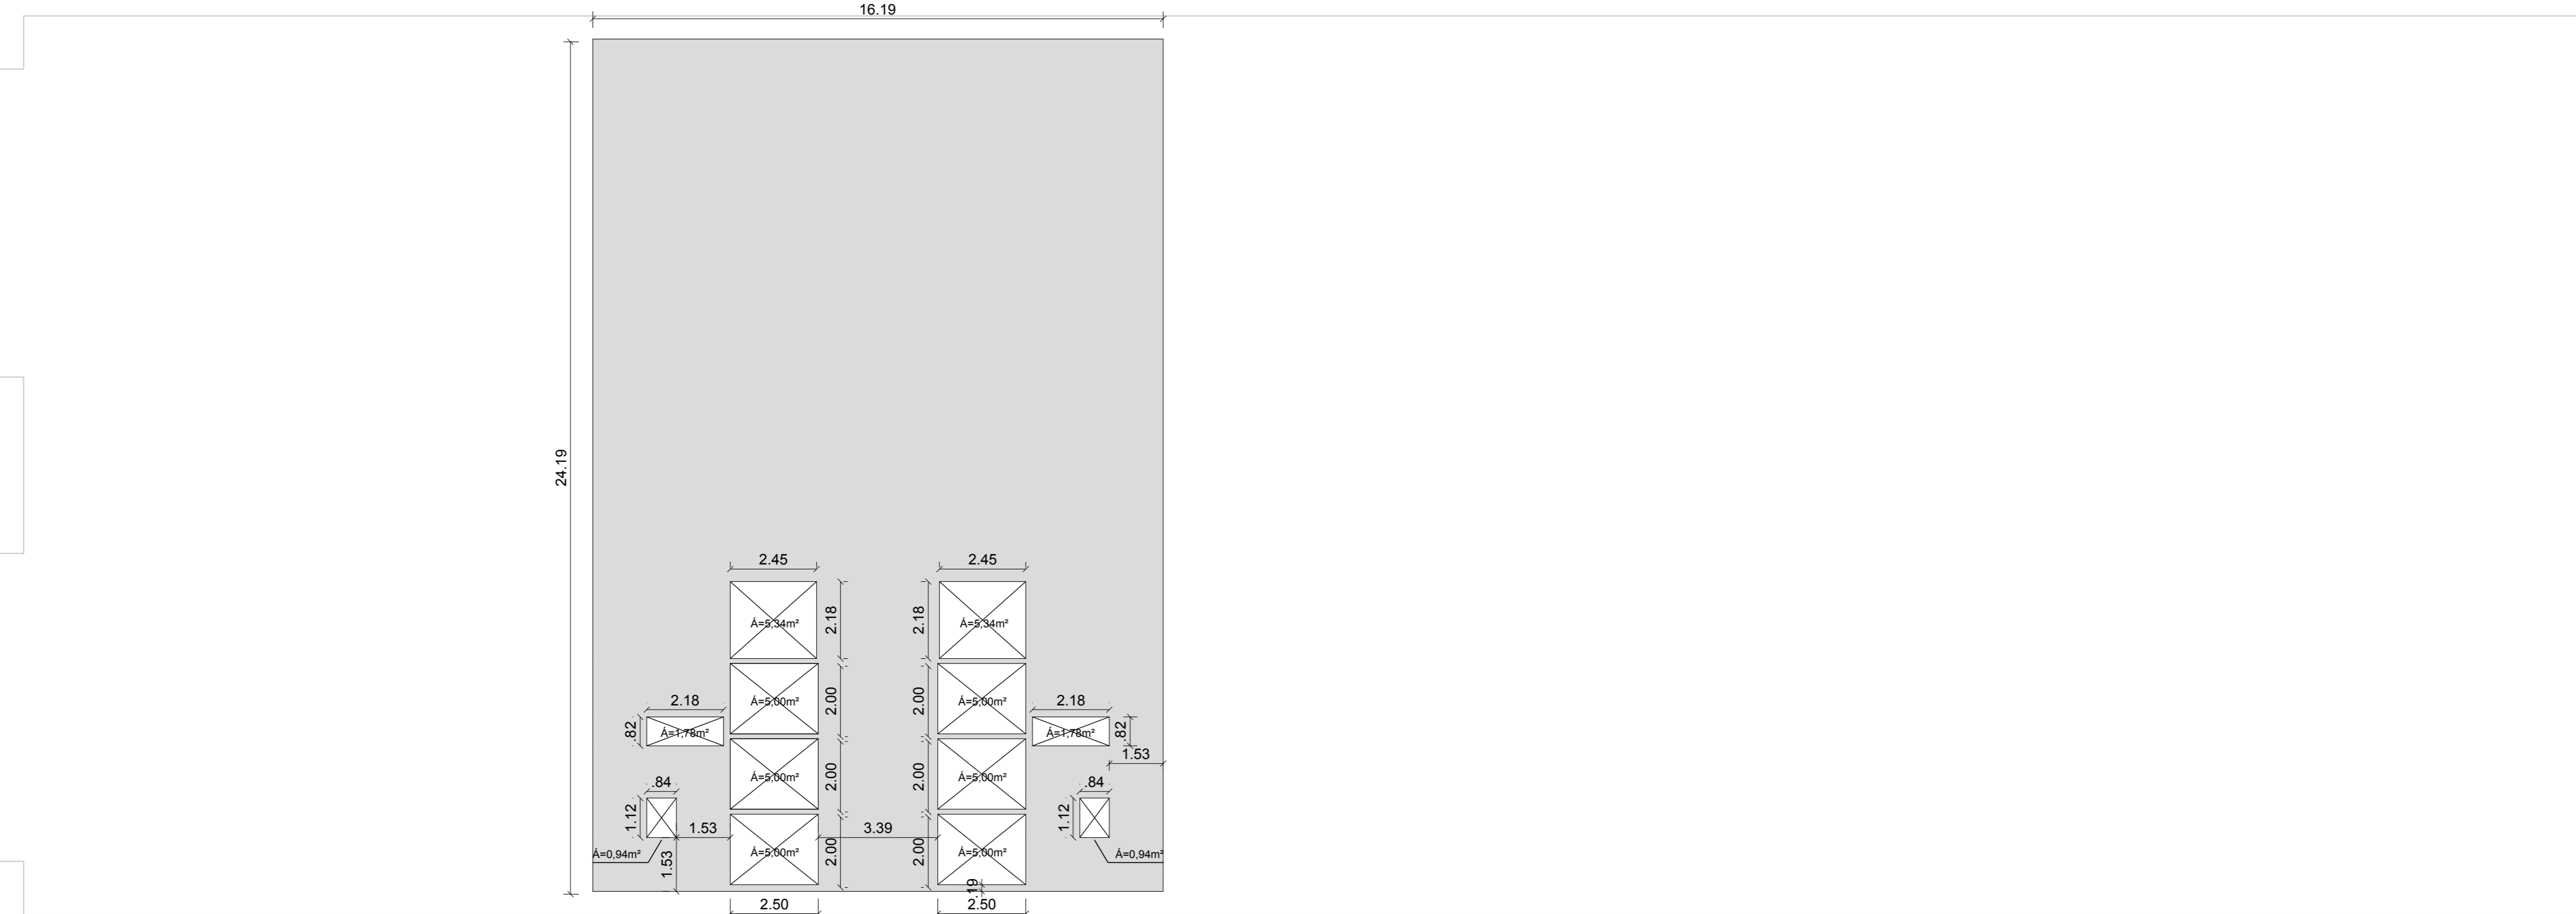 16.19
24.19
2.45
2.45
2.18
2.18
Á=5,34m²
Á=5,34m²
2.00
2.00
Á=5,00m²
Á=5,00m²
2.18
2.18
.82
.82
Á=1,78m²
Á=1,78m²
1.53
2.00
2.00
Á=5,00m²
Á=5,00m²
.84
.84
1.12
1.12
1.53
3.39
2.00
2.00
Á=5,00m²
Á=5,00m²
Á=0,94m²
Á=0,94m²
1.53
.19
2.50
2.50